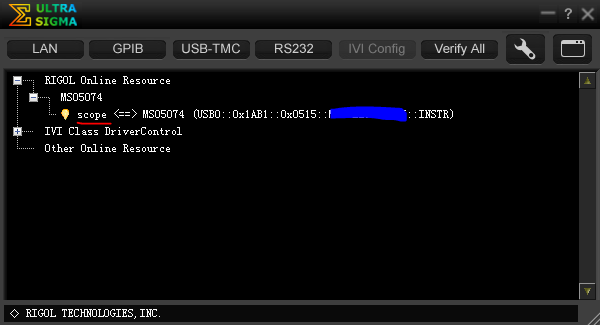 ULTRA
SIGMA
?
LAN GPIB USB-TMC RS232 IVI Config Verify All
RIGOL Online Resource
MSO5074
scope <==> MSO5074 (USB0::0x1AB1::0x0515:: ::INSTR)
IVI Class DriverControl
Other Online Resource
RIGOL TECHNOLOGIES,INC.